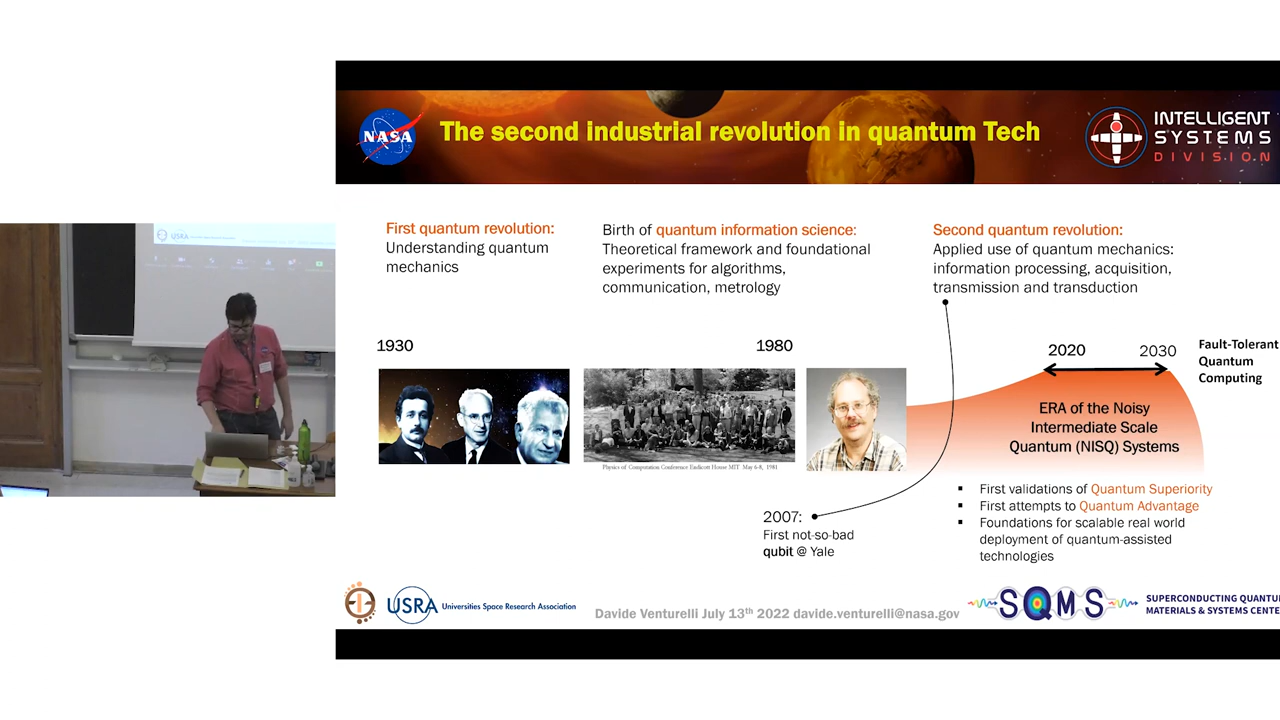 NASA
The second industrial revolution in quantum Tech
INTELLIGENT
SYSTEMS
DIVISION
First quantum revolution:
Understanding quantum
mechanics
Birth of quantum information science:
Theoretical framework and foundational
experiments for algorithms,
communication, metrology
Second quantum revolution:
Applied use of quantum mechanics:
information processing, acquisition,
transmission and transduction
1930
1980
2020
2030
Fault-Tolerant
Quantum
Computing
ERA of the Noisy
Intermediate Scale
Quantum (NISQ) Systems
Physics of Computation Conference Endicott House MIT May 6-8, 1981
▪ First validations of Quantum Superiority
▪ First attempts to Quantum Advantage
▪ Foundations for scalable real world
deployment of quantum-assisted
technologies
2007:
First not-so-bad
qubit @ Yale
USRA Universities Space Research Association
Davide Venturelli July 13th 2022 davide.venturelli@nasa.gov
SQMS
SUPERCONDUCTING QUANTU
MATERIALS & SYSTEMS CENTE
USRA